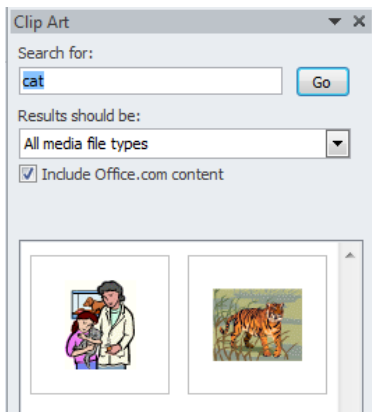 Clip Art
Search for:
cat
Go
Results should be:
All media file types
Include Office.com content